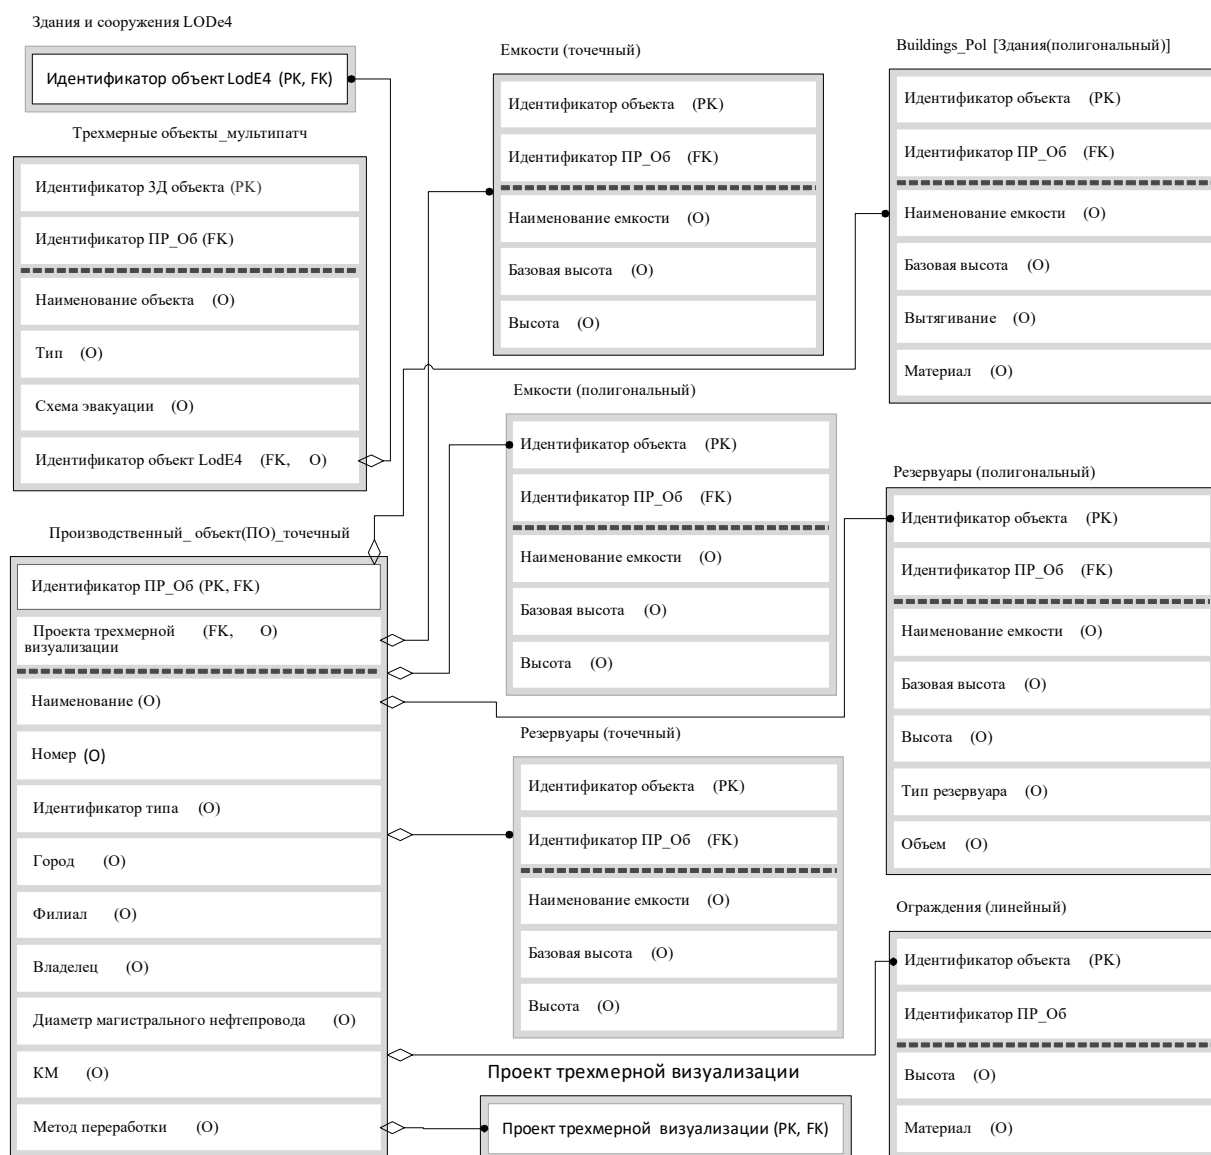 Здания и сооружения LODe4
Идентификатор объект LodE4 (PK, FK)
Трехмерные объекты_мультипатч
Идентификатор 3Д объекта (PK)
Идентификатор ПР_Об (FK)
Наименование объекта (O)
Тип (O)
Схема эвакуации (O)
Идентификатор объект LodE4 (FK, O)
Производственный_ объект(ПО)_точечный
Идентификатор ПР_Об (PK, FK)
Проекта трехмерной (FK, O)
визуализации
Наименование (O)
Номер (O)
Идентификатор типа (O)
Город (O)
Филиал (O)
Владелец (O)
Диаметр магистрального нефтепровода (O)
КМ (O)
Метод переработки (O)
Емкости (точечный)
Идентификатор объекта (PK)
Идентификатор ПР_Об (FK)
Наименование емкости (O)
Базовая высота (O)
Высота (O)
Емкости (полигональный)
Идентификатор объекта (PK)
Идентификатор ПР_Об (FK)
Наименование емкости (O)
Базовая высота (O)
Высота (O)
Резервуары (точечный)
Идентификатор объекта (PK)
Идентификатор ПР_Об (FK)
Наименование емкости (O)
Базовая высота (O)
Высота (O)
Проект трехмерной визуализации
Проект трехмерной визуализации (PK, FK)
Buildings_Pol [Здания(полигональный)]
Идентификатор объекта (PK)
Идентификатор ПР_Об (FK)
Наименование емкости (O)
Базовая высота (O)
Вытягивание (O)
Материал (O)
Резервуары (полигональный)
Идентификатор объекта (PK)
Идентификатор ПР_Об (FK)
Наименование емкости (O)
Базовая высота (O)
Высота (O)
Тип резервуара (O)
Объем (O)
Ограждения (линейный)
Идентификатор объекта (PK)
Идентификатор ПР_Об
Высота (O)
Материал (O)